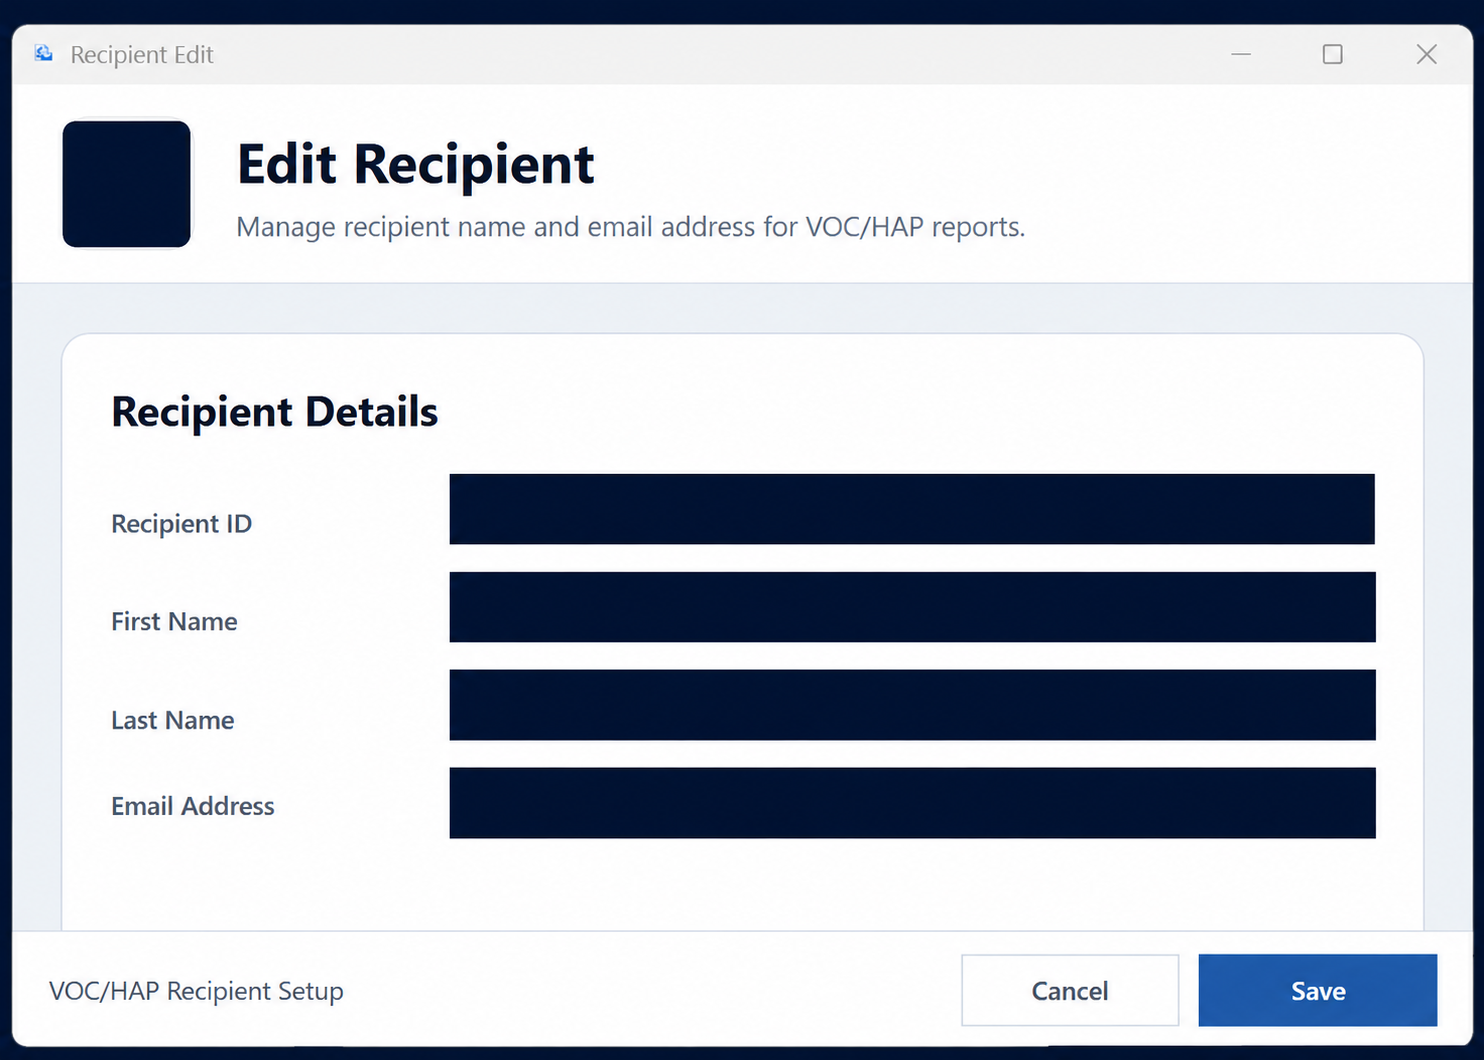 Recipient Edit
Edit Recipient
Manage recipient name and email address for VOC/HAP reports.
Recipient Details
Recipient ID
First Name
Last Name
Email Address
VOC/HAP Recipient Setup
Cancel
Save